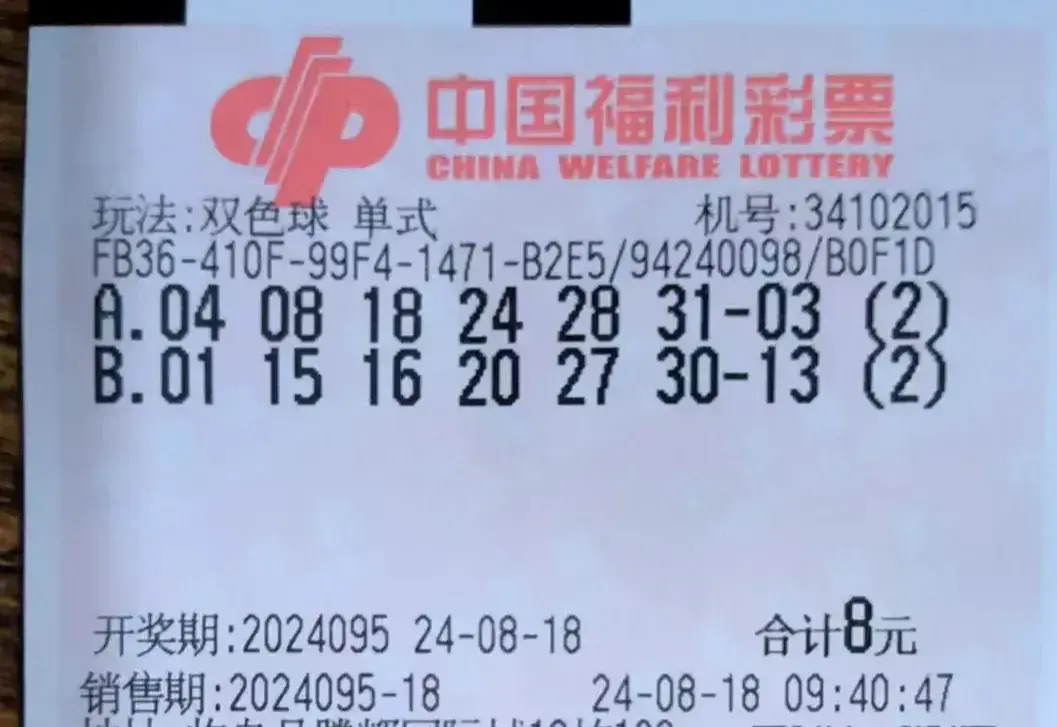 中国福利彩票
CHINA WELFARE LOTTERY
玩法:双色球 单式 机号:34102015
FB36-410F-99F4-1471-B2E5/94240098/B0F1D
A.04 08 18 24 28 31-03 (2)
B.01 15 16 20 27 30-13 (2)
开奖期:2024095 24-08-18 合计8元
销售期:2024095-18 24-08-18 09:40:47